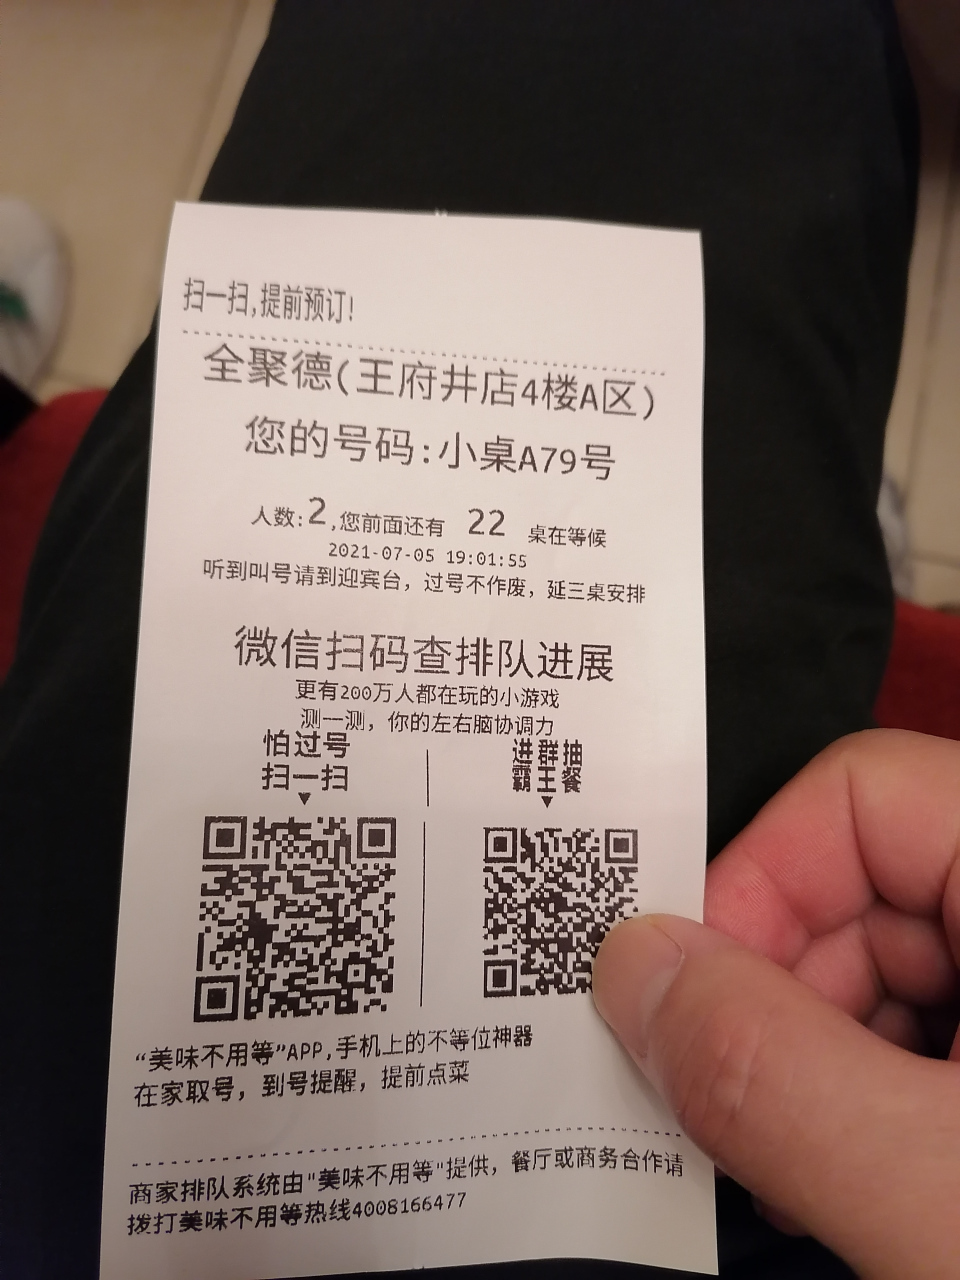 扫一扫,提前预订!
全聚德(王府井店4楼A区)
您的号码:小桌A79号
人数:2,您前面还有 22 桌在等候
2021-07-05 19:01:55
听到叫号请到迎宾台，过号不作废，延三桌安排
微信扫码查排队进展
更有200万人都在玩的小游戏
测一测，你的左右脑协调力
怕过号
扫一扫
进群抽
霸王餐
“美味不用等”APP,手机上的不等位神器
在家取号，到号提醒，提前点菜
商家排队系统由"美味不用等"提供，餐厅或商务合作请
拨打美味不用等热线4008166477